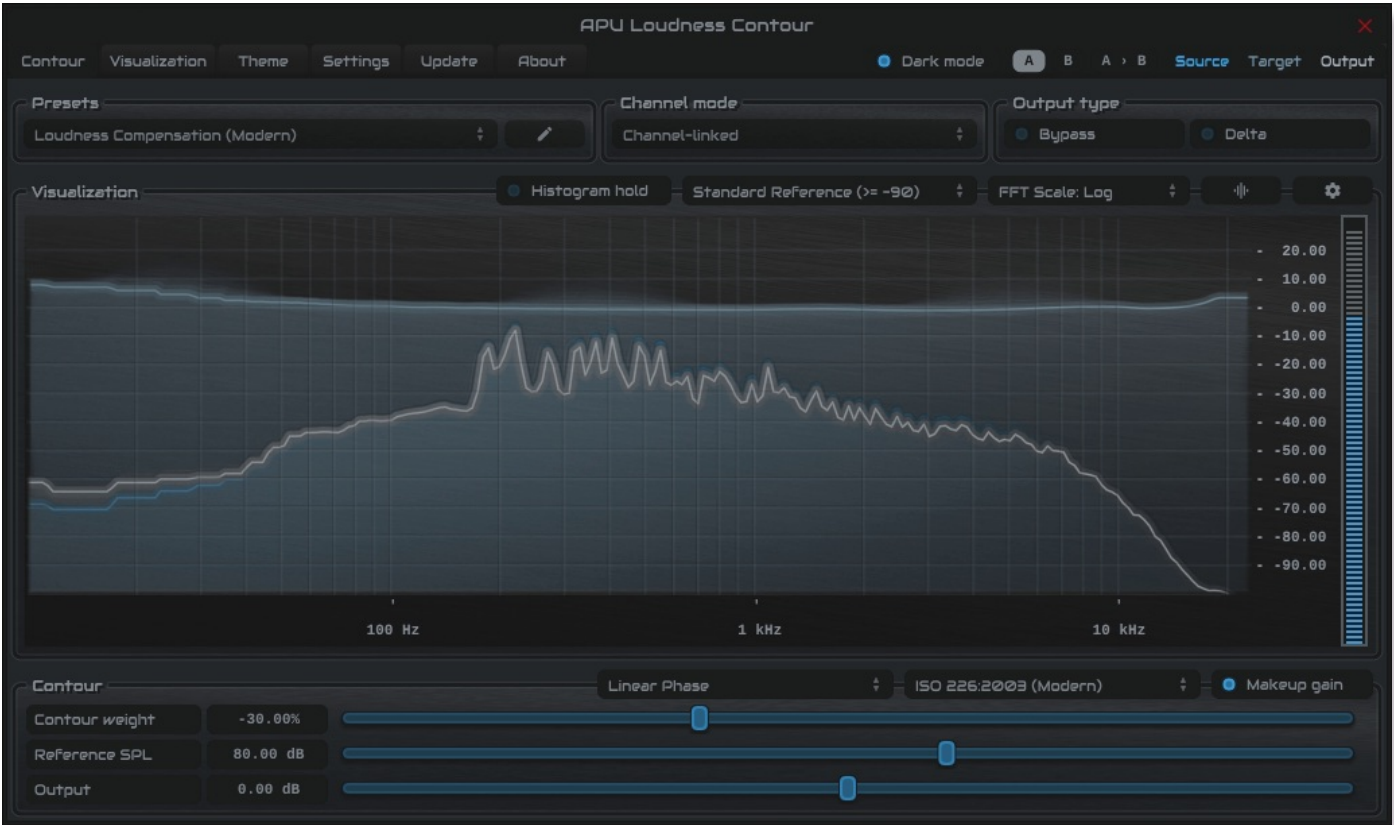 APU Loudness Contour
Contour Visualization Theme Settings Update About Dark mode A B A › B Source Target Output
Presets Channel mode Output type
Loudness Compensation (Modern) Channel-linked Bypass Delta
Visualization Histogram hold Standard Reference (>= -90) FFT Scale: Log
- 20.00
- 10.00
- 0.00
- -10.00
- -20.00
- -30.00
- -40.00
- -50.00
- -60.00
- -70.00
- -80.00
- -90.00
100 Hz 1 kHz 10 kHz
Contour Linear Phase ISO 226:2003 (Modern) Makeup gain
Contour weight -30.00%
Reference SPL 80.00 dB
Output 0.00 dB